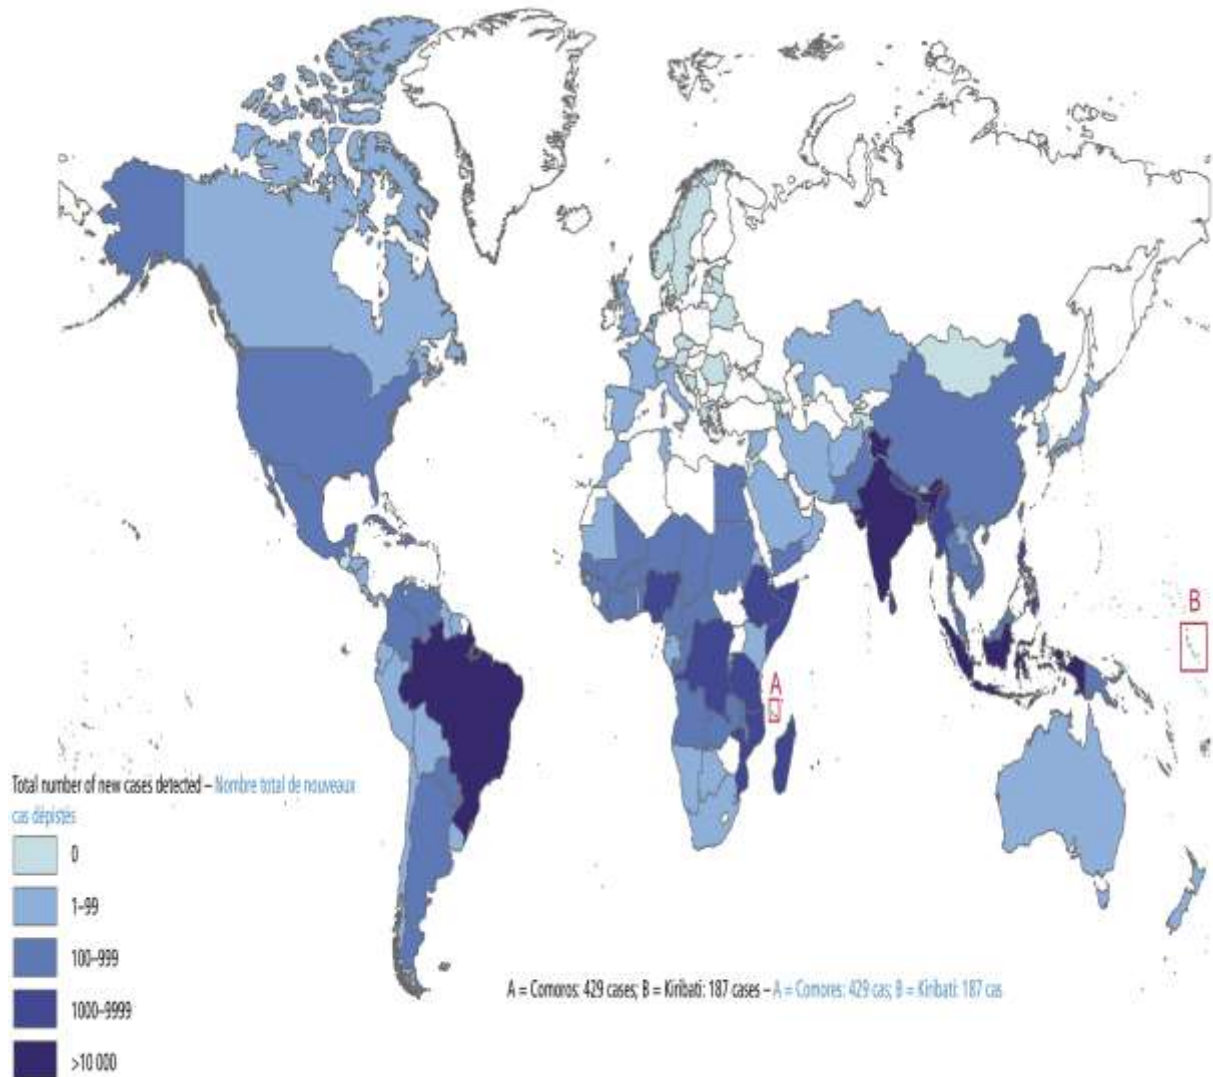 B
A
Total number of new cases detected – Nombre total de nouveaux
cas dépistés
0
1–99
100–999
1000–9999
>10 000
A = Comoros: 429 cases; B = Kiribati: 187 cases – A = Comores: 429 cas; B = Kiribati: 187 cas